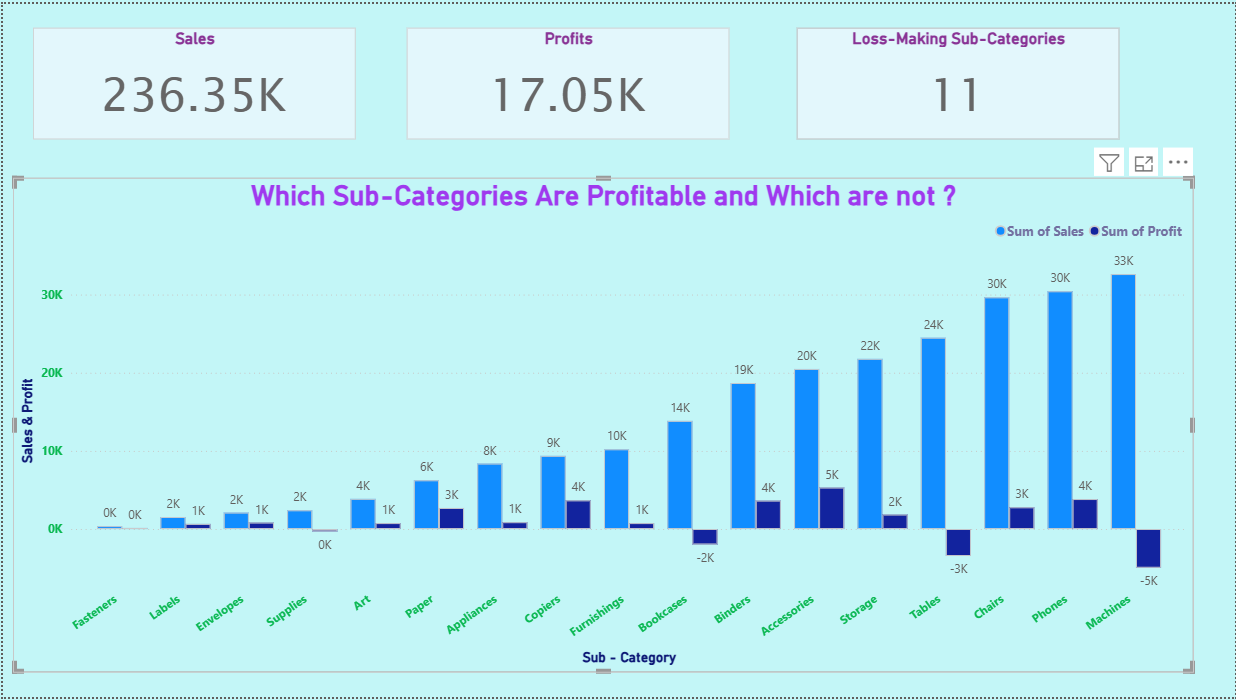 Sales
236.35K
Profits
17.05K
Loss-Making Sub-Categories
11
Which Sub-Categories Are Profitable and Which are not ?
Sum of Sales
Sum of Profit
Sales & Profit
30K
20K
10K
0K
0K
0K
2K
1K
2K
1K
2K
0K
4K
1K
6K
3K
8K
1K
9K
4K
10K
1K
14K
-2K
19K
4K
20K
5K
22K
2K
24K
-3K
30K
3K
30K
4K
33K
-5K
Fasteners
Labels
Envelopes
Supplies
Art
Paper
Appliances
Copiers
Furnishings
Bookcases
Binders
Accessories
Storage
Tables
Chairs
Phones
Machines
Sub - Category